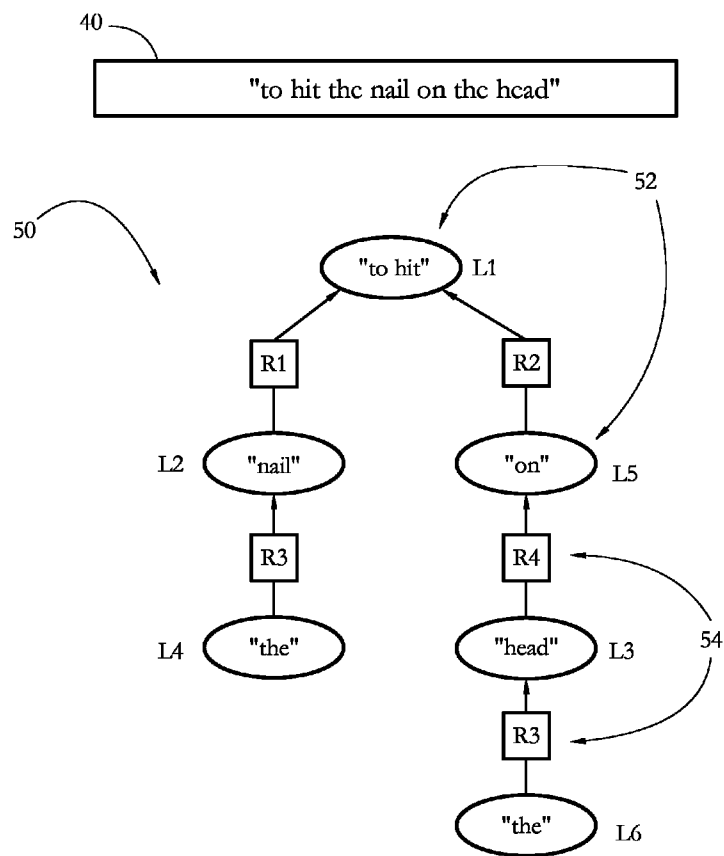 40
"to hit thc nail on thc hcad"
52
50
"to hit" L1
R1 R2
L2 "nail" "on" L5
R3 R4
L4 "the" "head" L3
54
R3
"the" L6